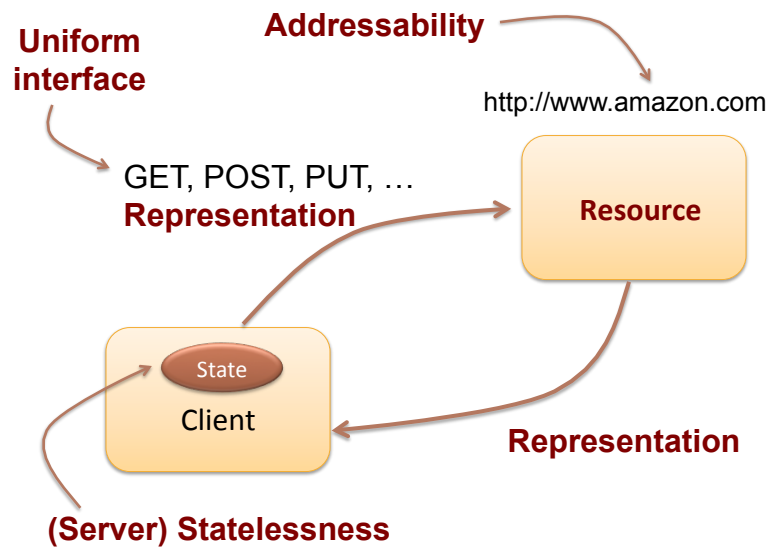 Addressability
Uniform
interface
http://www.amazon.com
GET, POST, PUT, …
Representation
Resource
State
Client
Representation
(Server) Statelessness